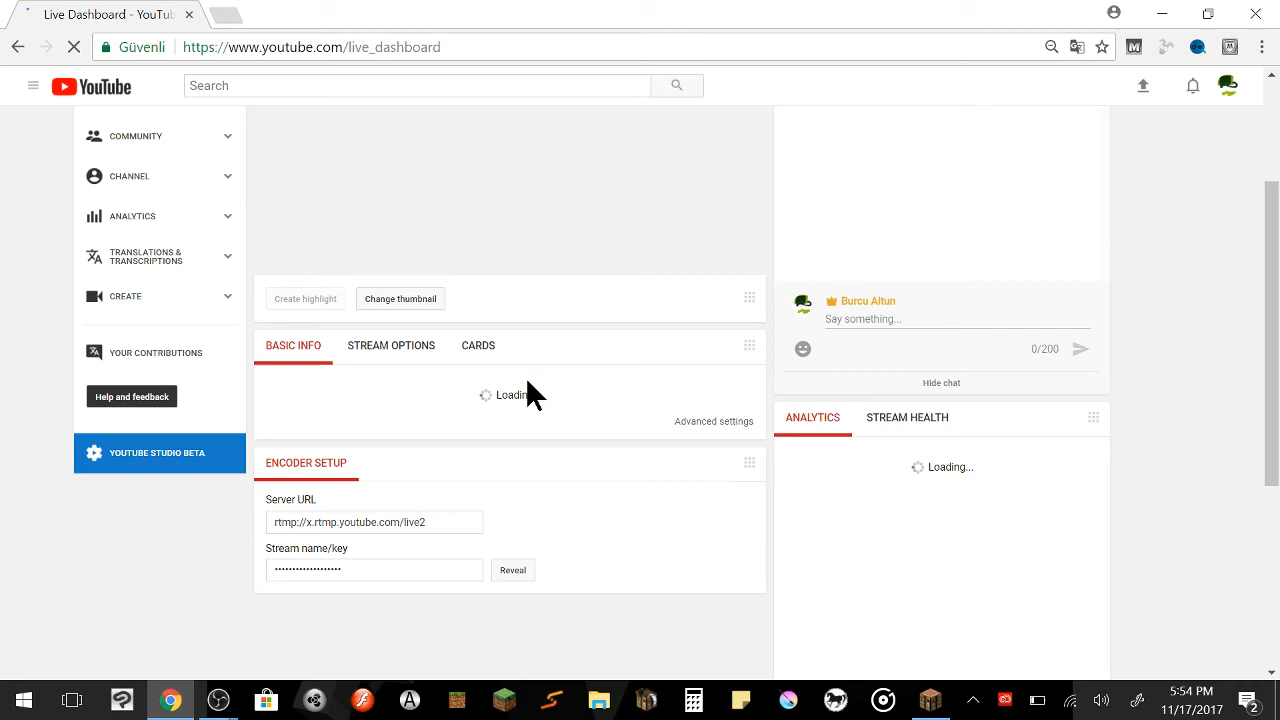 Live Dashboard - YouTub
Güvenli
https://www.youtube.com/live_dashboard
YouTube
Search
COMMUNITY
CHANNEL
ANALYTICS
TRANSLATIONS &
TRANSCRIPTIONS
CREATE
YOUR CONTRIBUTIONS
Help and feedback
YOUTUBE STUDIO BETA
Create highlight
Change thumbnail
BASIC INFO
STREAM OPTIONS
CARDS
Loadin
Advanced settings
ENCODER SETUP
Server URL
rtmp://x.rtmp.youtube.com/live2
Stream name/key
••••••••••••••••••••
Reveal
Burcu Altun
Say something...
0/200
Hide chat
ANALYTICS
STREAM HEALTH
Loading...
5:54 PM
11/17/2017
2